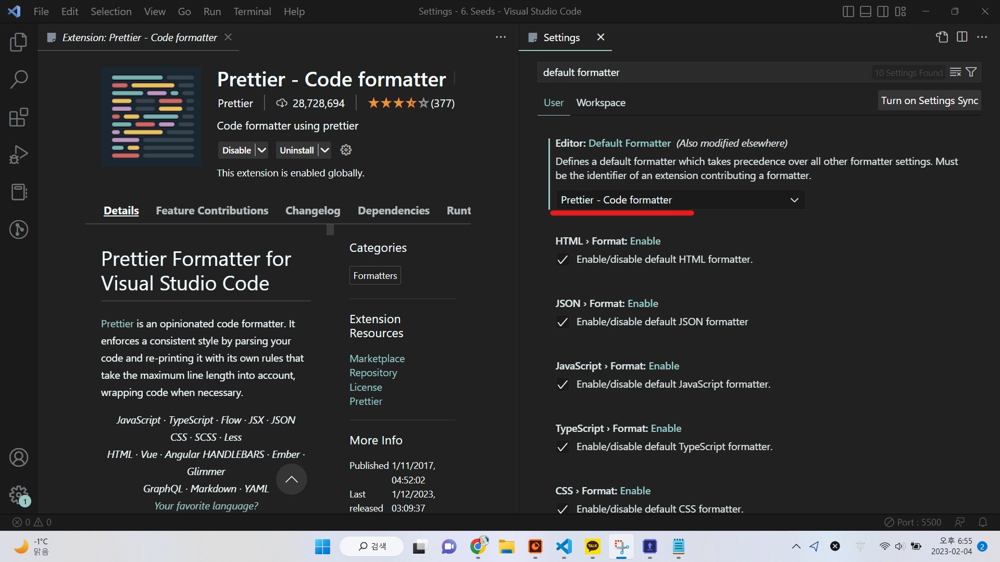 File Edit Selection View Go Run Terminal Help
Settings - 6. Seeds - Visual Studio Code
Extension: Prettier - Code formatter
Prettier - Code formatter
Prettier 28,728,694 (377)
Code formatter using prettier
Disable Uninstall
This extension is enabled globally.
Details Feature Contributions Changelog Dependencies Runt
Prettier Formatter for
Visual Studio Code
Prettier is an opinionated code formatter. It
enforces a consistent style by parsing your
code and re-printing it with its own rules that
take the maximum line length into account,
wrapping code when necessary.
JavaScript · TypeScript · Flow · JSX · JSON
CSS · SCSS · Less
HTML · Vue · Angular HANDLEBARS · Ember ·
Glimmer
GraphQL · Markdown · YAML
Your favorite language?
Categories
Formatters
Extension
Resources
Marketplace
Repository
License
Prettier
More Info
Published 1/11/2017,
04:52:02
Last 1/12/2023,
released 03:09:37
Settings
default formatter
10 Settings Found
User Workspace
Turn on Settings Sync
Editor: Default Formatter (Also modified elsewhere)
Defines a default formatter which takes precedence over all other formatter settings. Must
be the identifier of an extension contributing a formatter.
Prettier - Code formatter
HTML › Format: Enable
Enable/disable default HTML formatter.
JSON › Format: Enable
Enable/disable default JSON formatter
JavaScript › Format: Enable
Enable/disable default JavaScript formatter.
TypeScript › Format: Enable
Enable/disable default TypeScript formatter.
CSS › Format: Enable
Enable/disable default CSS formatter.
1
0 0
Port : 5500
-1°C
맑음
검색
TALK
오후 6:55
2023-02-04
2